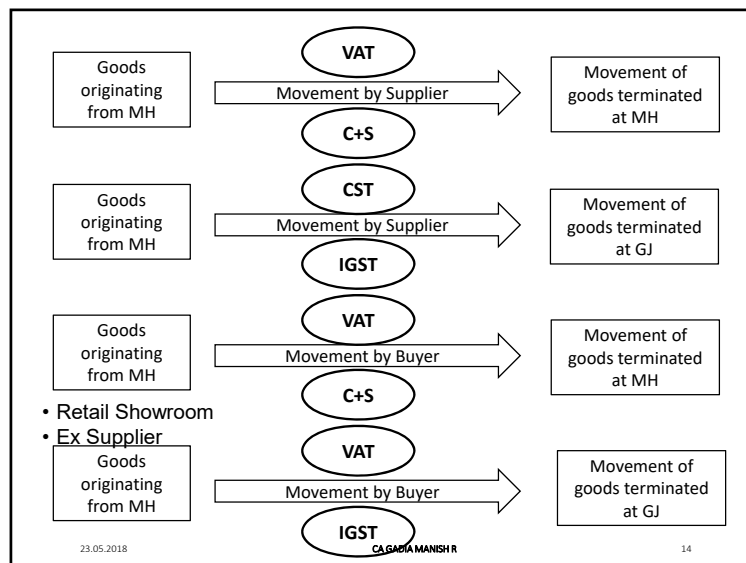 VAT
Goods
originating
from MH
Movement by Supplier
Movement of
goods terminated
at MH
C+S
CST
Goods
originating
from MH
Movement by Supplier
Movement of
goods terminated
at GJ
IGST
VAT
Goods
originating
from MH
Movement by Buyer
Movement of
goods terminated
at MH
C+S
• Retail Showroom
• Ex Supplier
VAT
Goods
originating
from MH
Movement by Buyer
Movement of
goods terminated
at GJ
IGST
23.05.2018
CA GADIA MANISH R
14